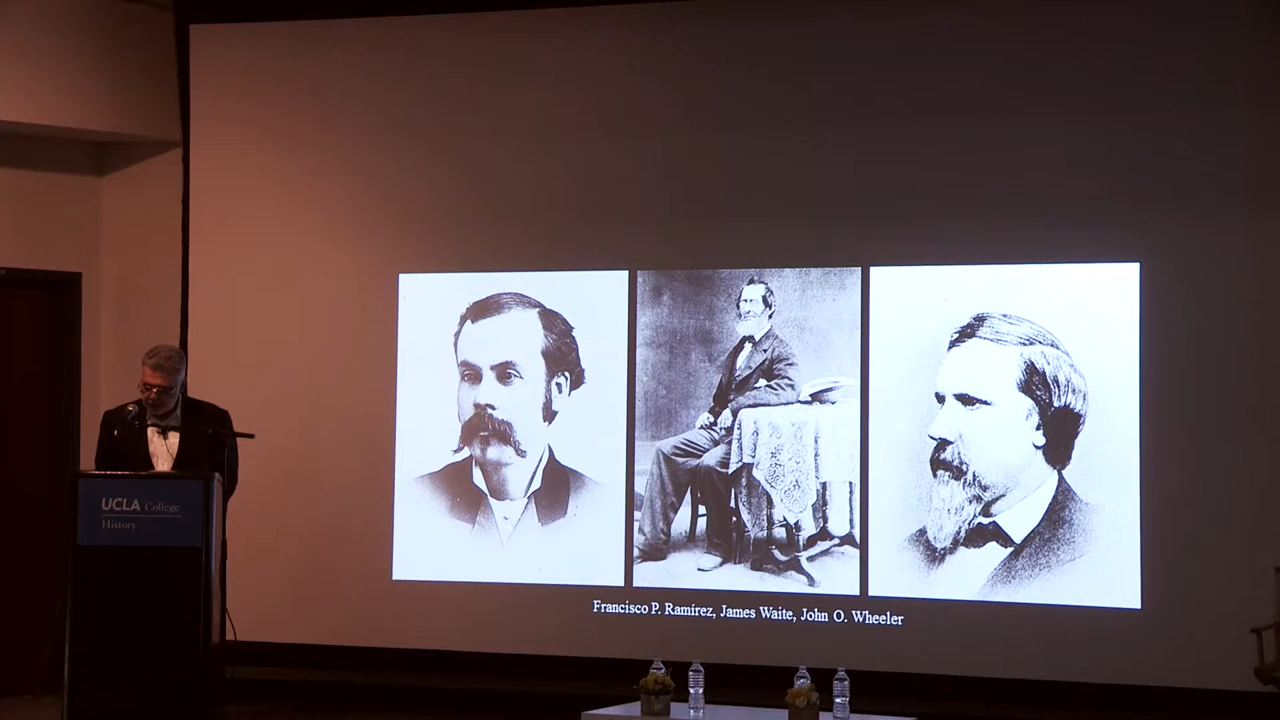 UCLA College
History
Francisco P. Ramírez, James Waite, John O. Wheeler